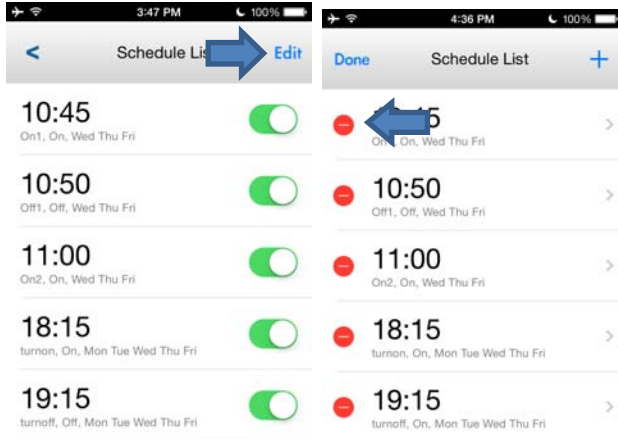 3:47 PM 100%
< Schedule Lis Edit
10:45
On1, On, Wed Thu Fri
10:50
Off1, Off, Wed Thu Fri
11:00
On2, On, Wed Thu Fri
18:15
turnon, On, Mon Tue Wed Thu Fri
19:15
turnoff, Off, Mon Tue Wed Thu Fri
4:36 PM 100%
Done Schedule List +
On, Wed Thu Fri
10:50
Off1, Off, Wed Thu Fri
11:00
On2, On, Wed Thu Fri
18:15
turnon, On, Mon Tue Wed Thu Fri
19:15
turnoff, On, Mon Tue Wed Thu Fri